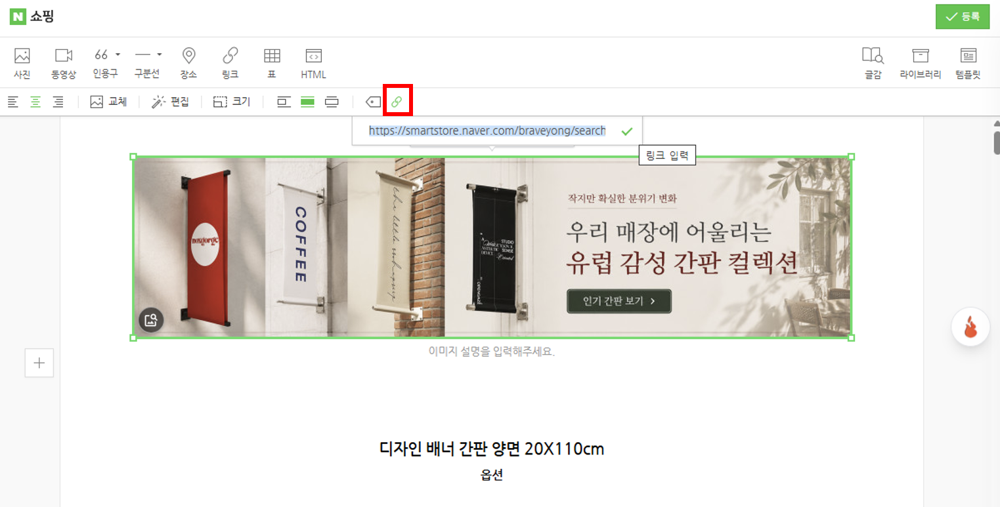 N 쇼핑
등록
사진
동영상
66
인용구
구분선
장소
링크
표
HTML
글감
라이브러리
템플릿
교체
편집
크기
https://smartstore.naver.com/braveyong/search
링크 입력
COFFEE
STUDIO
SENSE
작지만 확실한 분위기 변화
우리 매장에 어울리는
유럽 감성 간판 컬렉션
인기 간판 보기 >
이미지 설명을 입력해주세요.
디자인 배너 간판 양면 20X110cm
옵션